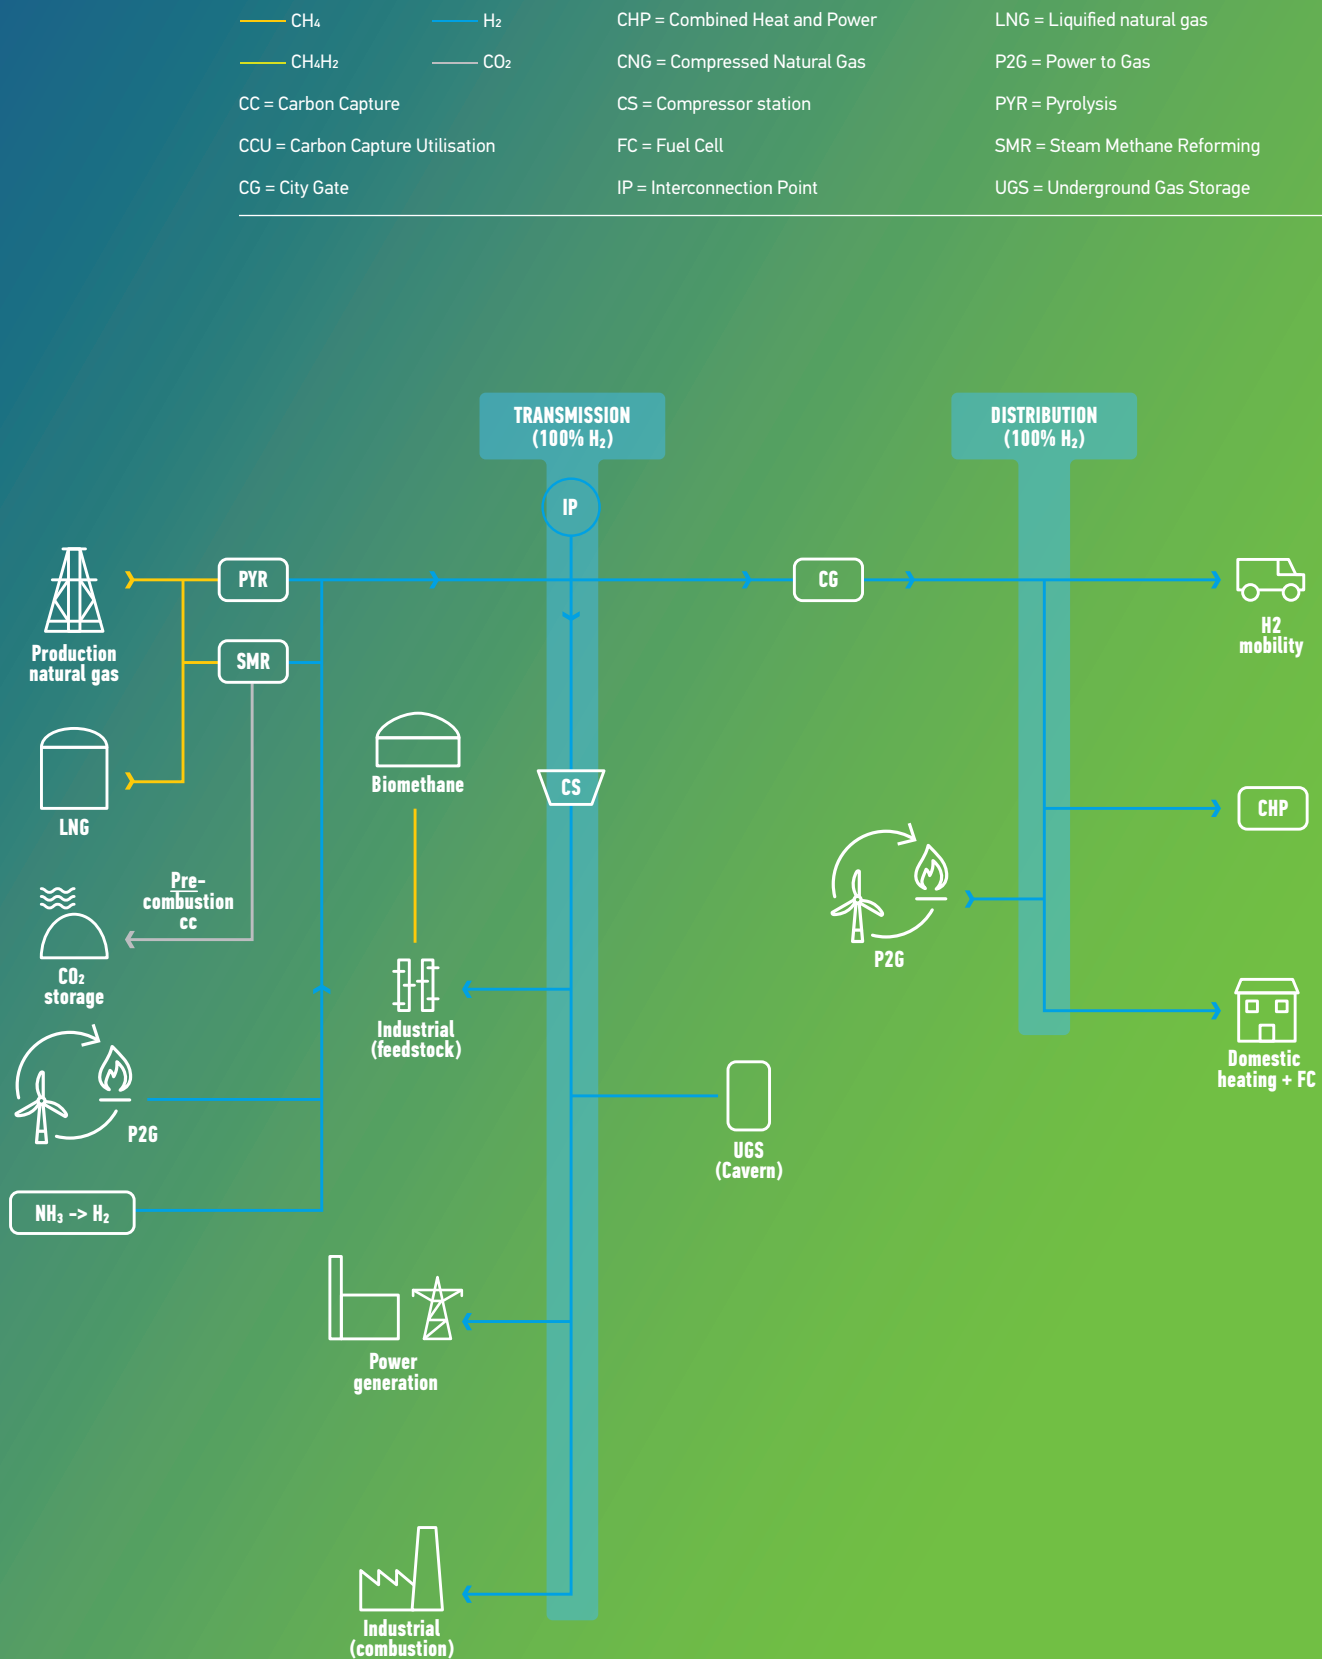 CH₄
H₂
CHP = Combined Heat and Power
LNG = Liquified natural gas
CH₄H₂
CO₂
CNG = Compressed Natural Gas
P2G = Power to Gas
CC = Carbon Capture
CS = Compressor station
PYR = Pyrolysis
CCU = Carbon Capture Utilisation
FC = Fuel Cell
SMR = Steam Methane Reforming
CG = City Gate
IP = Interconnection Point
UGS = Underground Gas Storage
TRANSMISSION
(100% H₂)
DISTRIBUTION
(100% H₂)
IP
PYR
CG
Production
natural gas
H2
mobility
SMR
Biomethane
CS
LNG
CHP
Pre-
combustion
cc
CO₂
storage
P2G
Industrial
(feedstock)
Domestic
heating + FC
P2G
UGS
(Cavern)
NH₃ -> H₂
Power
generation
Industrial
(combustion)